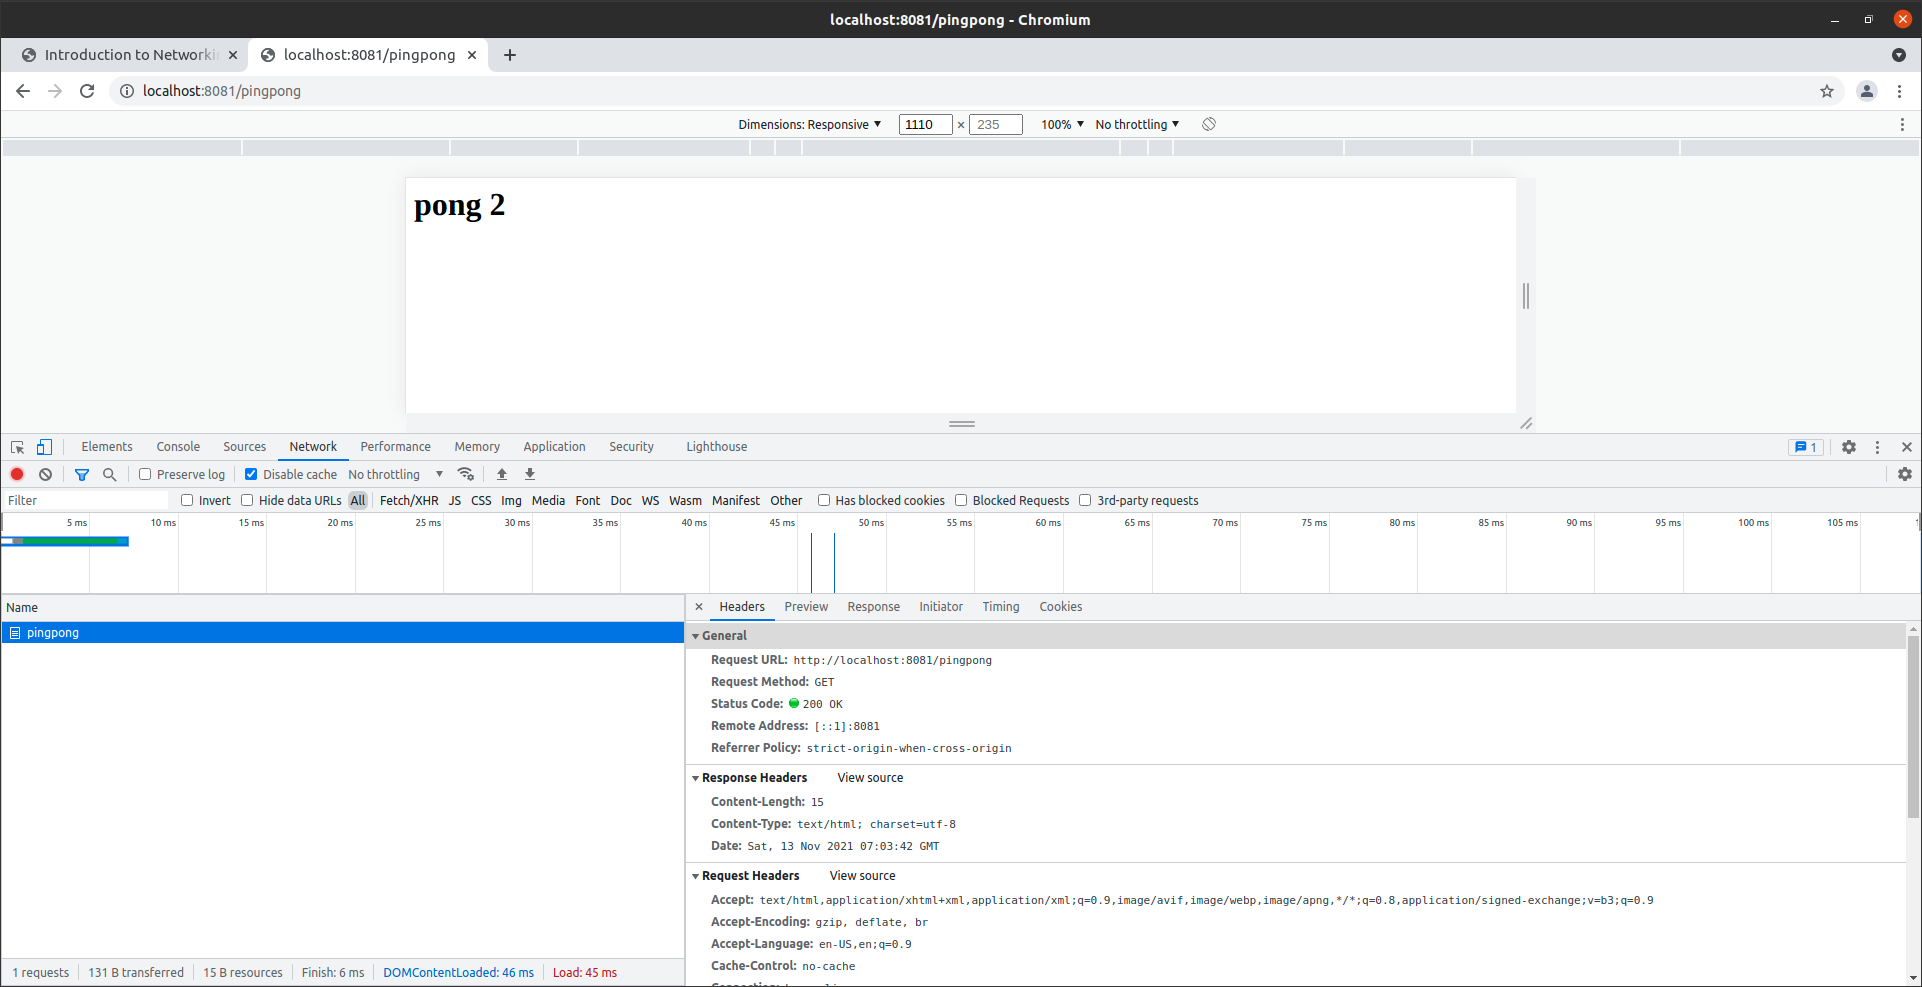 localhost:8081/pingpong - Chromium
Introduction to Networki
localhost:8081/pingpong
localhost:8081/pingpong
Dimensions: Responsive 1110 × 235 100% No throttling
pong 2
Elements Console Sources Network Performance Memory Application Security Lighthouse 1
Preserve log Disable cache No throttling
Filter Invert Hide data URLs All Fetch/XHR JS CSS Img Media Font Doc WS Wasm Manifest Other Has blocked cookies Blocked Requests 3rd-party requests
5 ms 10 ms 15 ms 20 ms 25 ms 30 ms 35 ms 40 ms 45 ms 50 ms 55 ms 60 ms 65 ms 70 ms 75 ms 80 ms 85 ms 90 ms 95 ms 100 ms 105 ms
Name
pingpong
Headers Preview Response Initiator Timing Cookies
General
Request URL: http://localhost:8081/pingpong
Request Method: GET
Status Code: 200 OK
Remote Address: [::1]:8081
Referrer Policy: strict-origin-when-cross-origin
Response Headers View source
Content-Length: 15
Content-Type: text/html; charset=utf-8
Date: Sat, 13 Nov 2021 07:03:42 GMT
Request Headers View source
Accept: text/html,application/xhtml+xml,application/xml;q=0.9,image/avif,image/webp,image/apng,*/*;q=0.8,application/signed-exchange;v=b3;q=0.9
Accept-Encoding: gzip, deflate, br
Accept-Language: en-US,en;q=0.9
Cache-Control: no-cache
1 requests 131 B transferred 15 B resources Finish: 6 ms DOMContentLoaded: 46 ms Load: 45 ms